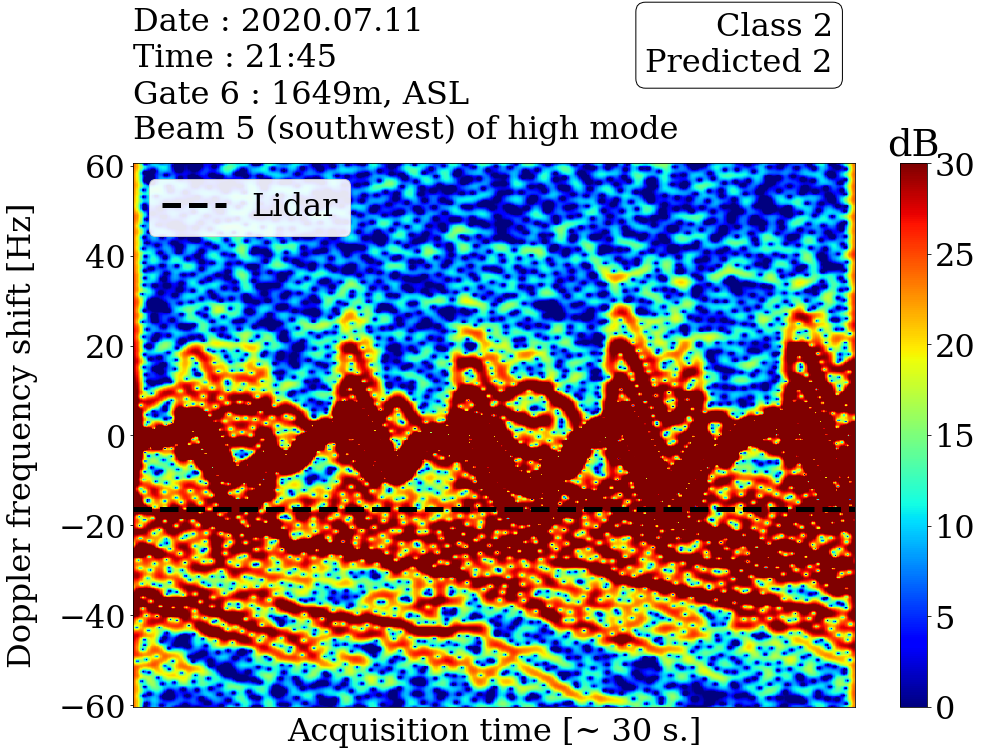 Date : 2020.07.11
Time : 21:45
Gate 6 : 1649m, ASL
Beam 5 (southwest) of high mode
Class 2
Predicted 2
dB
60
40
20
0
−20
−40
−60
Doppler frequency shift [Hz]
Lidar
Acquisition time [~ 30 s.]
30
25
20
15
10
5
0